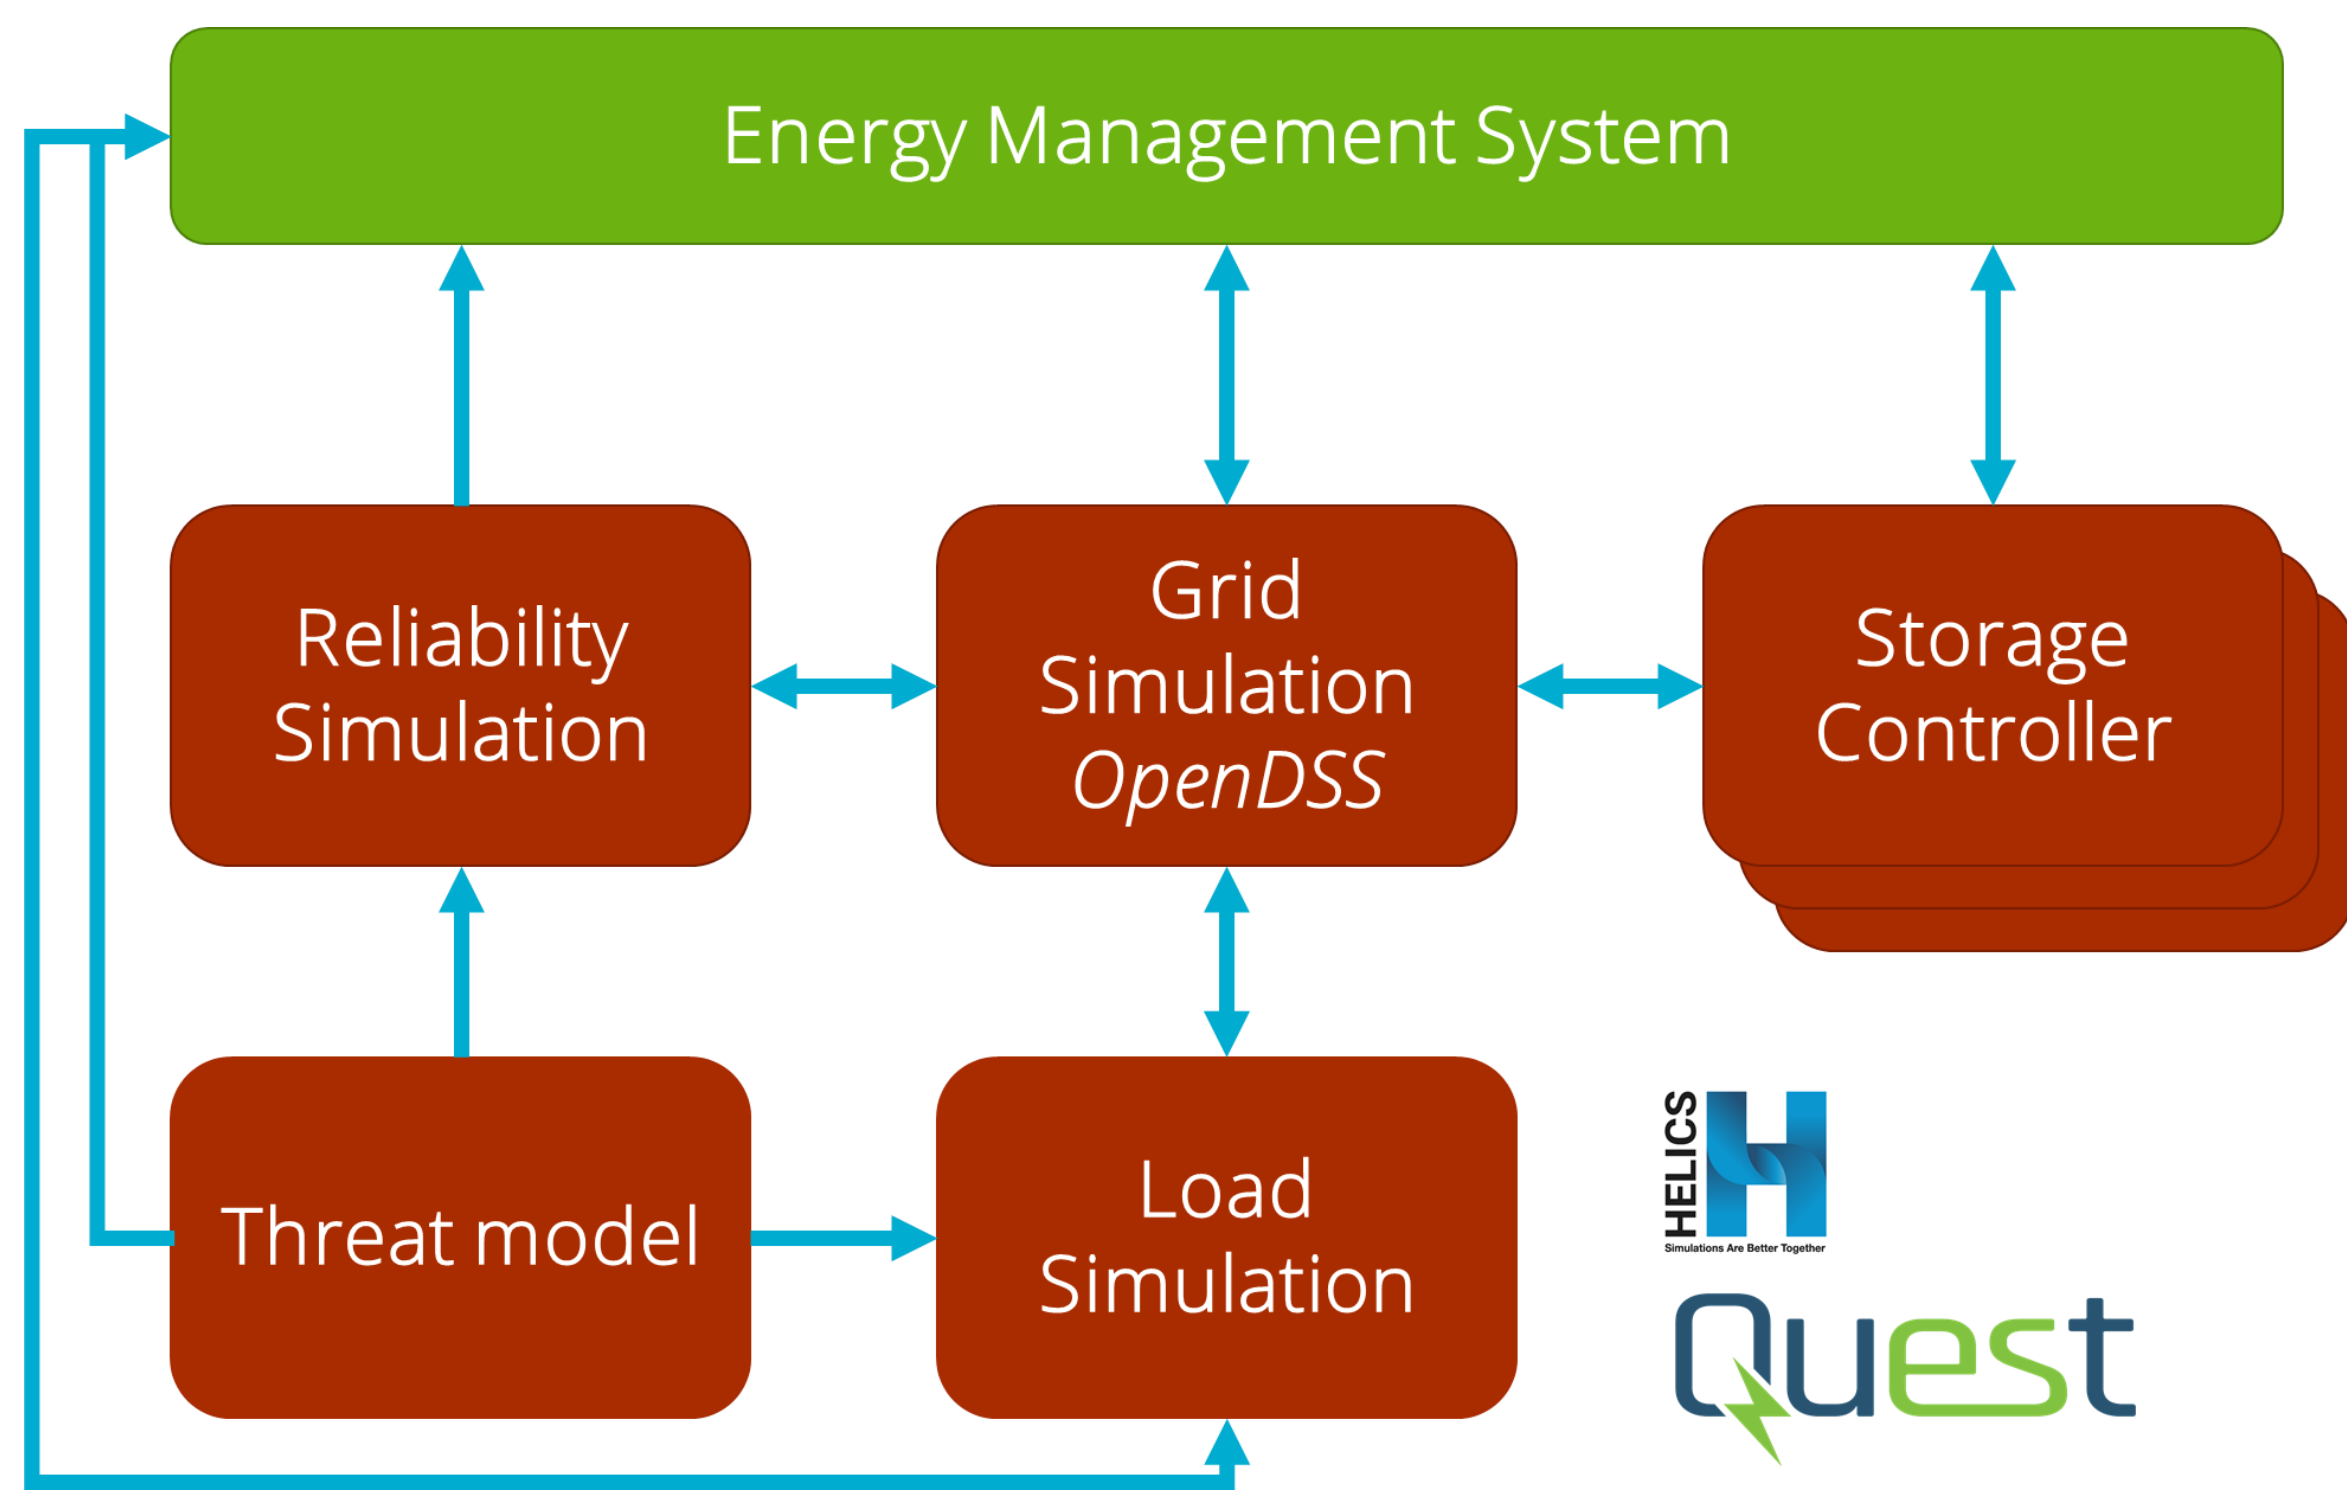 Energy Management System
Reliability
Simulation
Grid
Simulation
OpenDSS
Storage
Controller
Threat model
Load
Simulation
HELICS
Simulations Are Better Together
Quest